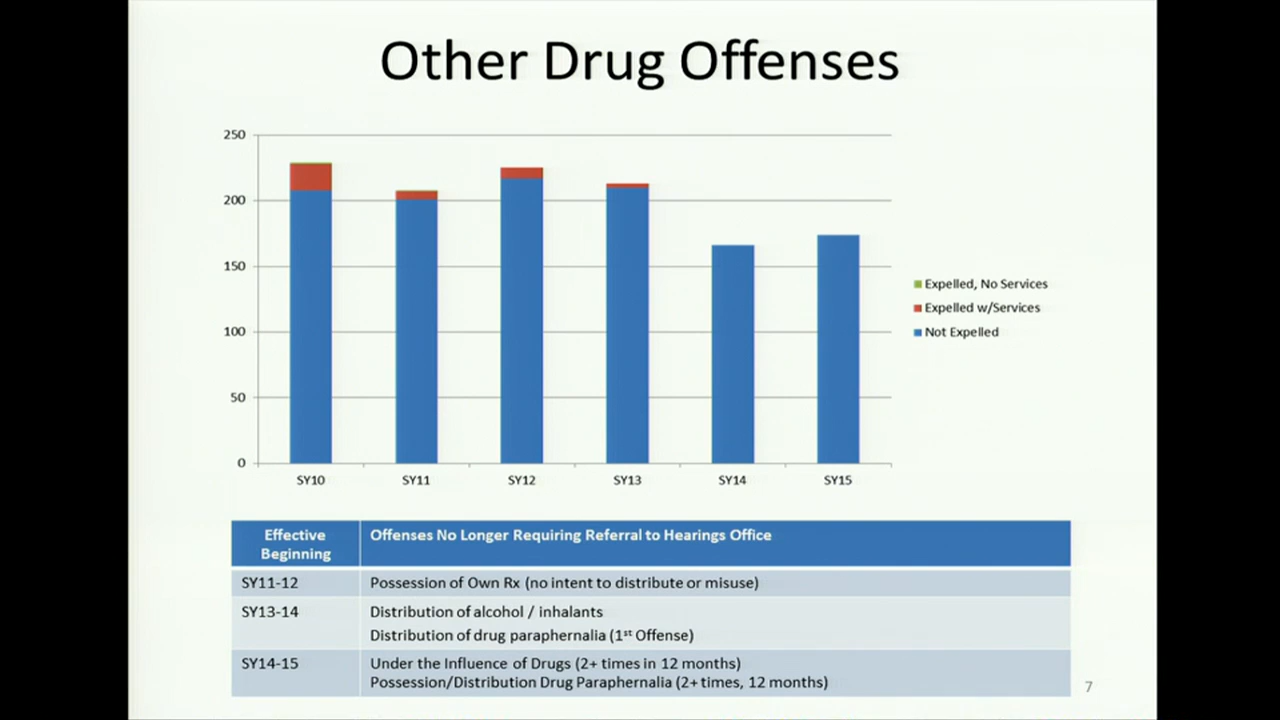 Other Drug Offenses
250
200
150
100
50
0
SY10 SY11 SY12 SY13 SY14 SY15
Expelled, No Services
Expelled w/Services
Not Expelled
Effective Beginning
Offenses No Longer Requiring Referral to Hearings Office
SY11-12
Possession of Own Rx (no intent to distribute or misuse)
SY13-14
Distribution of alcohol / inhalants
Distribution of drug paraphernalia (1st Offense)
SY14-15
Under the Influence of Drugs (2+ times in 12 months)
Possession/Distribution Drug Paraphernalia (2+ times, 12 months)
7